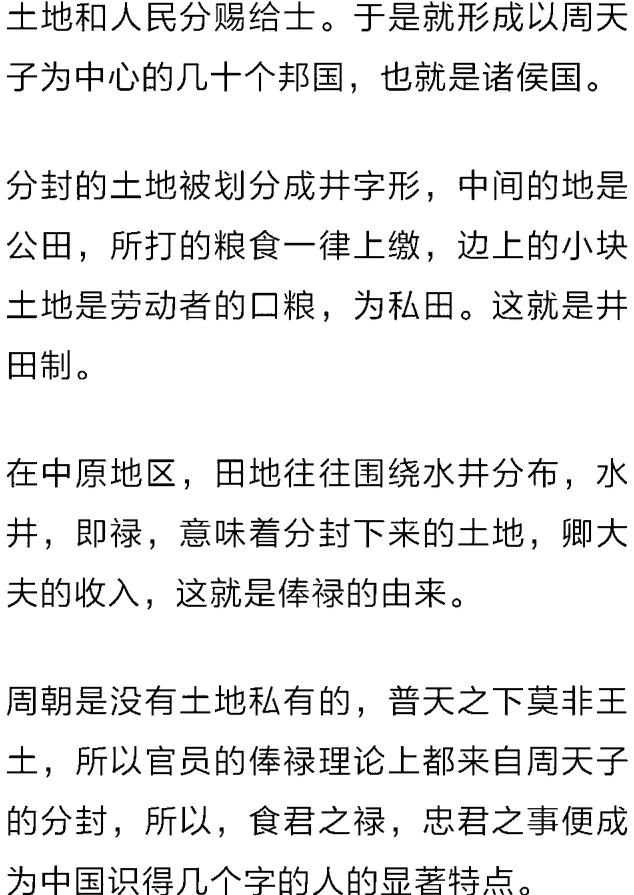 土地和人民分赐给士。于是就形成以周天
子为中心的几十个邦国，也就是诸侯国。
分封的土地被划分成井字形，中间的地是
公田，所打的粮食一律上缴，边上的小块
土地是劳动者的口粮，为私田。这就是井
田制。
在中原地区，田地往往围绕水井分布，水
井，即禄，意味着分封下来的土地，卿大
夫的收入，这就是俸禄的由来。
周朝是没有土地私有的，普天之下莫非王
土，所以官员的俸禄理论上都来自周天子
的分封，所以，食君之禄，忠君之事便成
为中国识得几个字的人的显著特点。